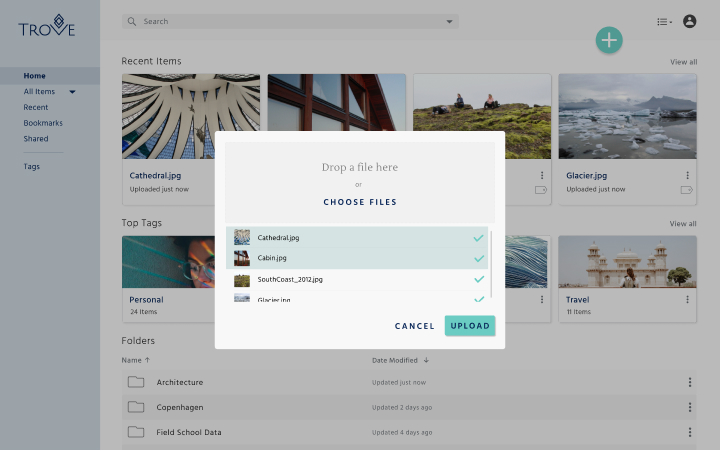 TROVE
Search
Home
All Items
Recent
Bookmarks
Shared
Tags
Recent Items
View all
Cathedral.jpg
Uploaded just now
Glacier.jpg
Uploaded just now
Drop a file here
or
CHOOSE FILES
Cathedral.jpg
Cabin.jpg
SouthCoast_2012.jpg
Glacier.jpg
CANCEL
UPLOAD
Top Tags
View all
Personal
24 Items
Travel
11 Items
Folders
Name ↑
Date Modified ↓
Architecture
Updated just now
Copenhagen
Updated 2 days ago
Field School Data
Updated 4 days ago